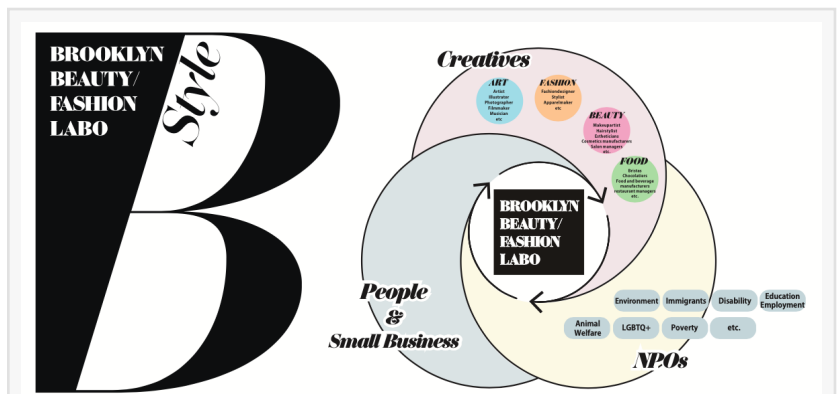 BROOKLYN
BEAUTY/
FASHION
LABO
Style
Creatives
ART
Artist
Illustrator
Photographer
Filmmaker
Musician
etc
FASHION
Fashiondesigner
Stylist
Apparelmaker
etc
BEAUTY
Makeupartist
Hairstylist
Estheticians
Cosmetics manufactures
Salon managers
etc.
FOOD
Bristas
Chocolatiers
Food and beverage
manufacturers
restaurant managers
etc.
BROOKLYN
BEAUTY/
FASHION
LABO
People
&
Small Business
Environment
Immigrants
Disability
Education
Employment
Animal
Welfare
LGBTQ+
Poverty
etc.
NPOs